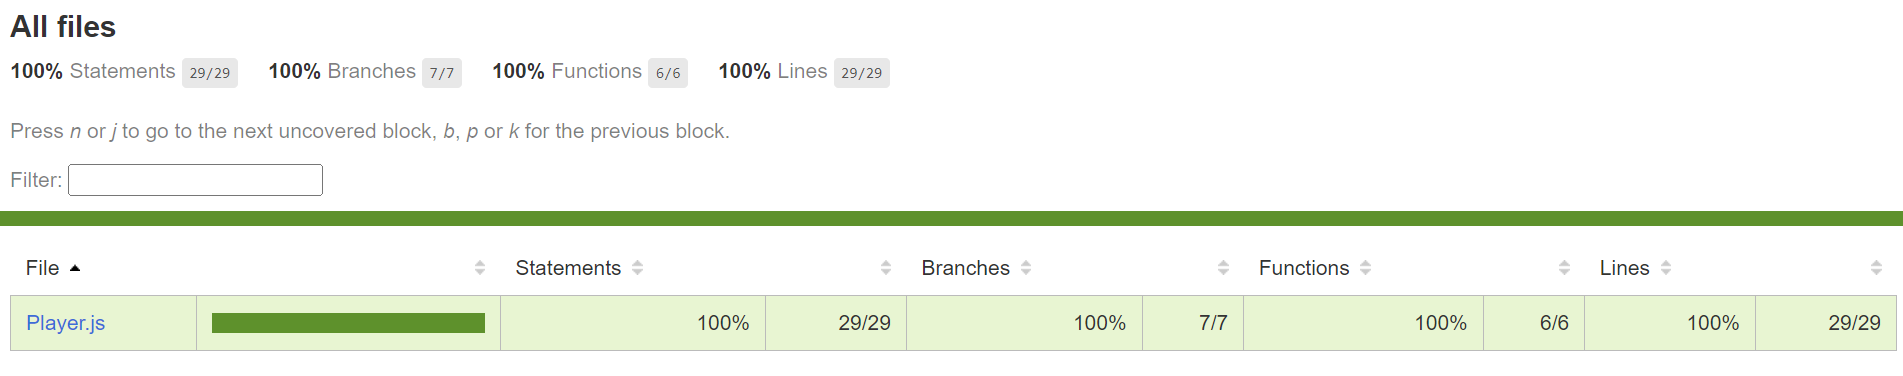 All files
100% Statements 29/29 100% Branches 7/7 100% Functions 6/6 100% Lines 29/29
Press n or j to go to the next uncovered block, b, p or k for the previous block.
Filter:
File Statements Branches Functions Lines
Player.js 100% 29/29 100% 7/7 100% 6/6 100% 29/29